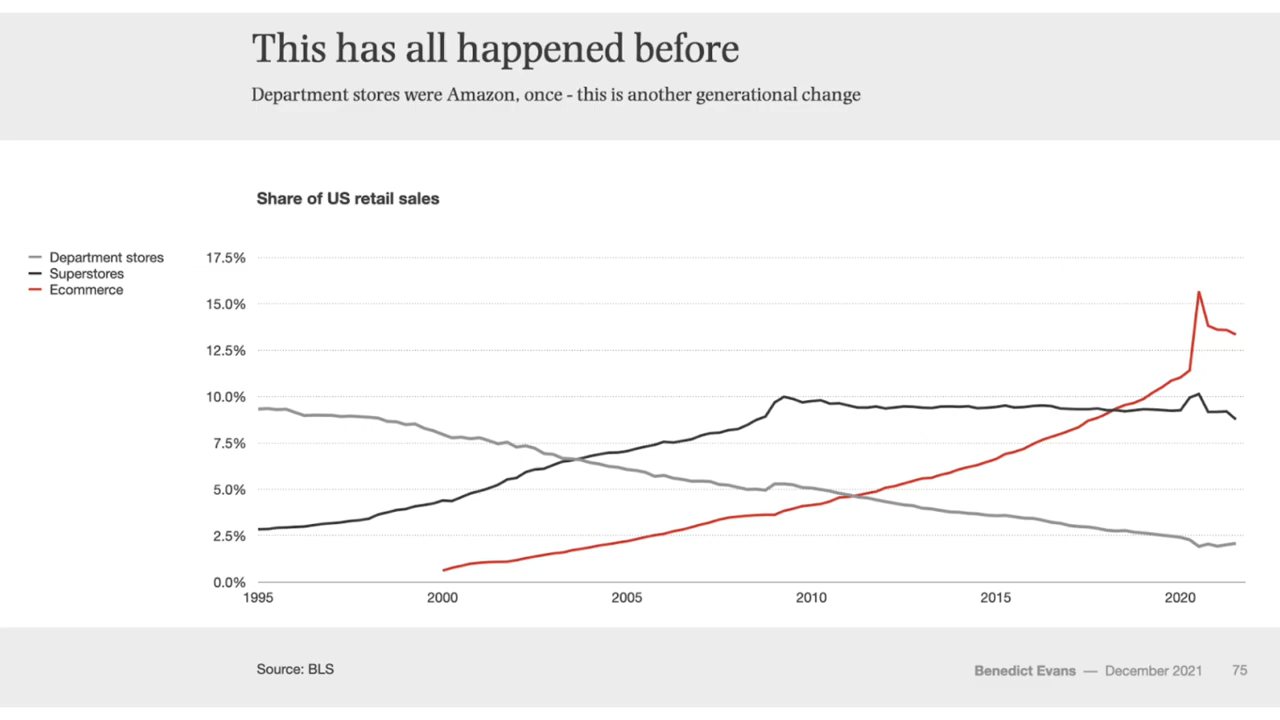 This has all happened before
Department stores were Amazon, once - this is another generational change
Share of US retail sales
Department stores
Superstores
Ecommerce
17.5%
15.0%
12.5%
10.0%
7.5%
5.0%
2.5%
0.0%
1995 2000 2005 2010 2015 2020
Source: BLS
Benedict Evans — December 2021 75